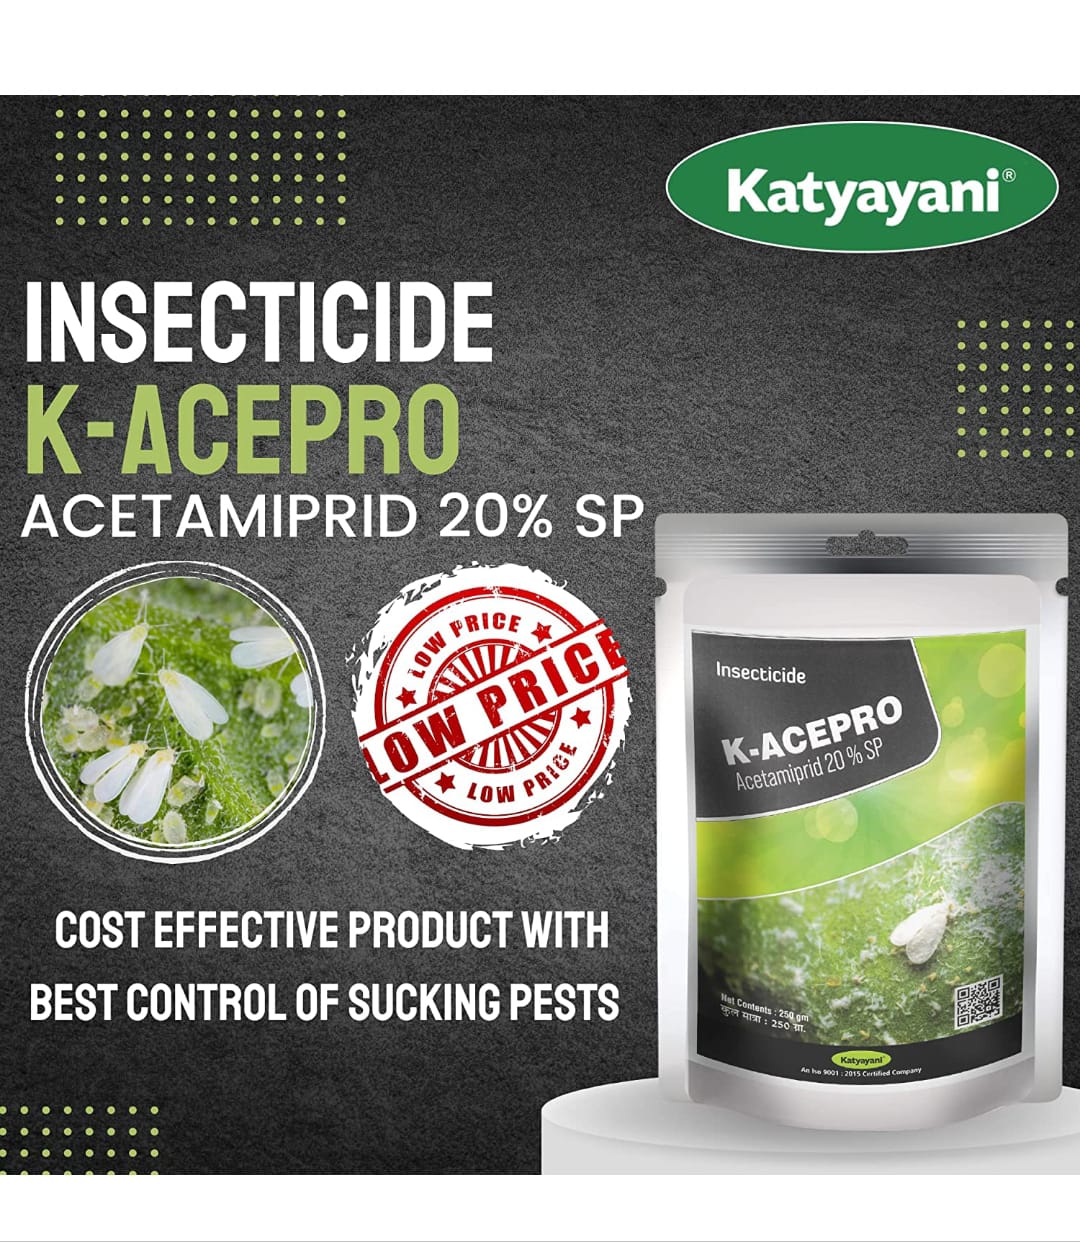 Katyayani®
INSECTICIDE
K-ACEPRO
ACETAMIPRID 20% SP
LOW PRICE
LOW PRICE
LOW PRICE
COST EFFECTIVE PRODUCT WITH
BEST CONTROL OF SUCKING PESTS
Insecticide
K-ACEPRO
Acetamiprid 20 % SP
Net Contents : 250 gm
कुल मात्रा : 250 ग्रा.
Katyayani
An Iso 9001 : 2015 Certified Company